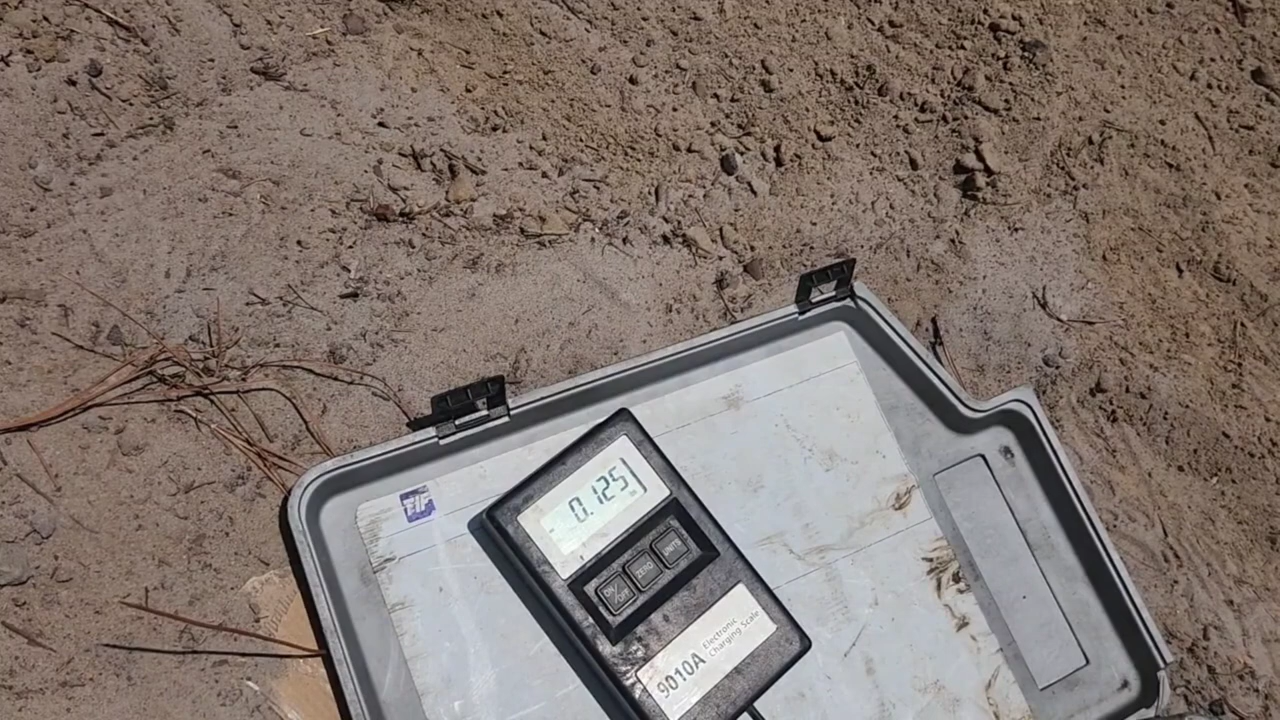 TIF
- 0.125
ON/OFF
ZERO
UNITS
9010A
Electronic
Charging Scale